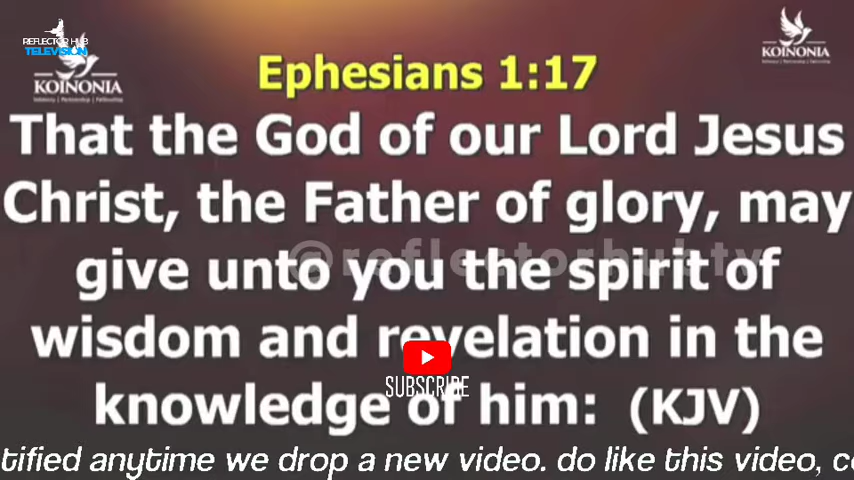 REFLECTOR HUB
TELEVISION
KOINONIA
KOINONIA
Ephesians 1:17
That the God of our Lord Jesus
Christ, the Father of glory, may
give unto you the spirit of
@reflectorhubtv
wisdom and revelation in the
SUBSCRIBE
knowledge of him: (KJV)
tified anytime we drop a new video. do like this video, co